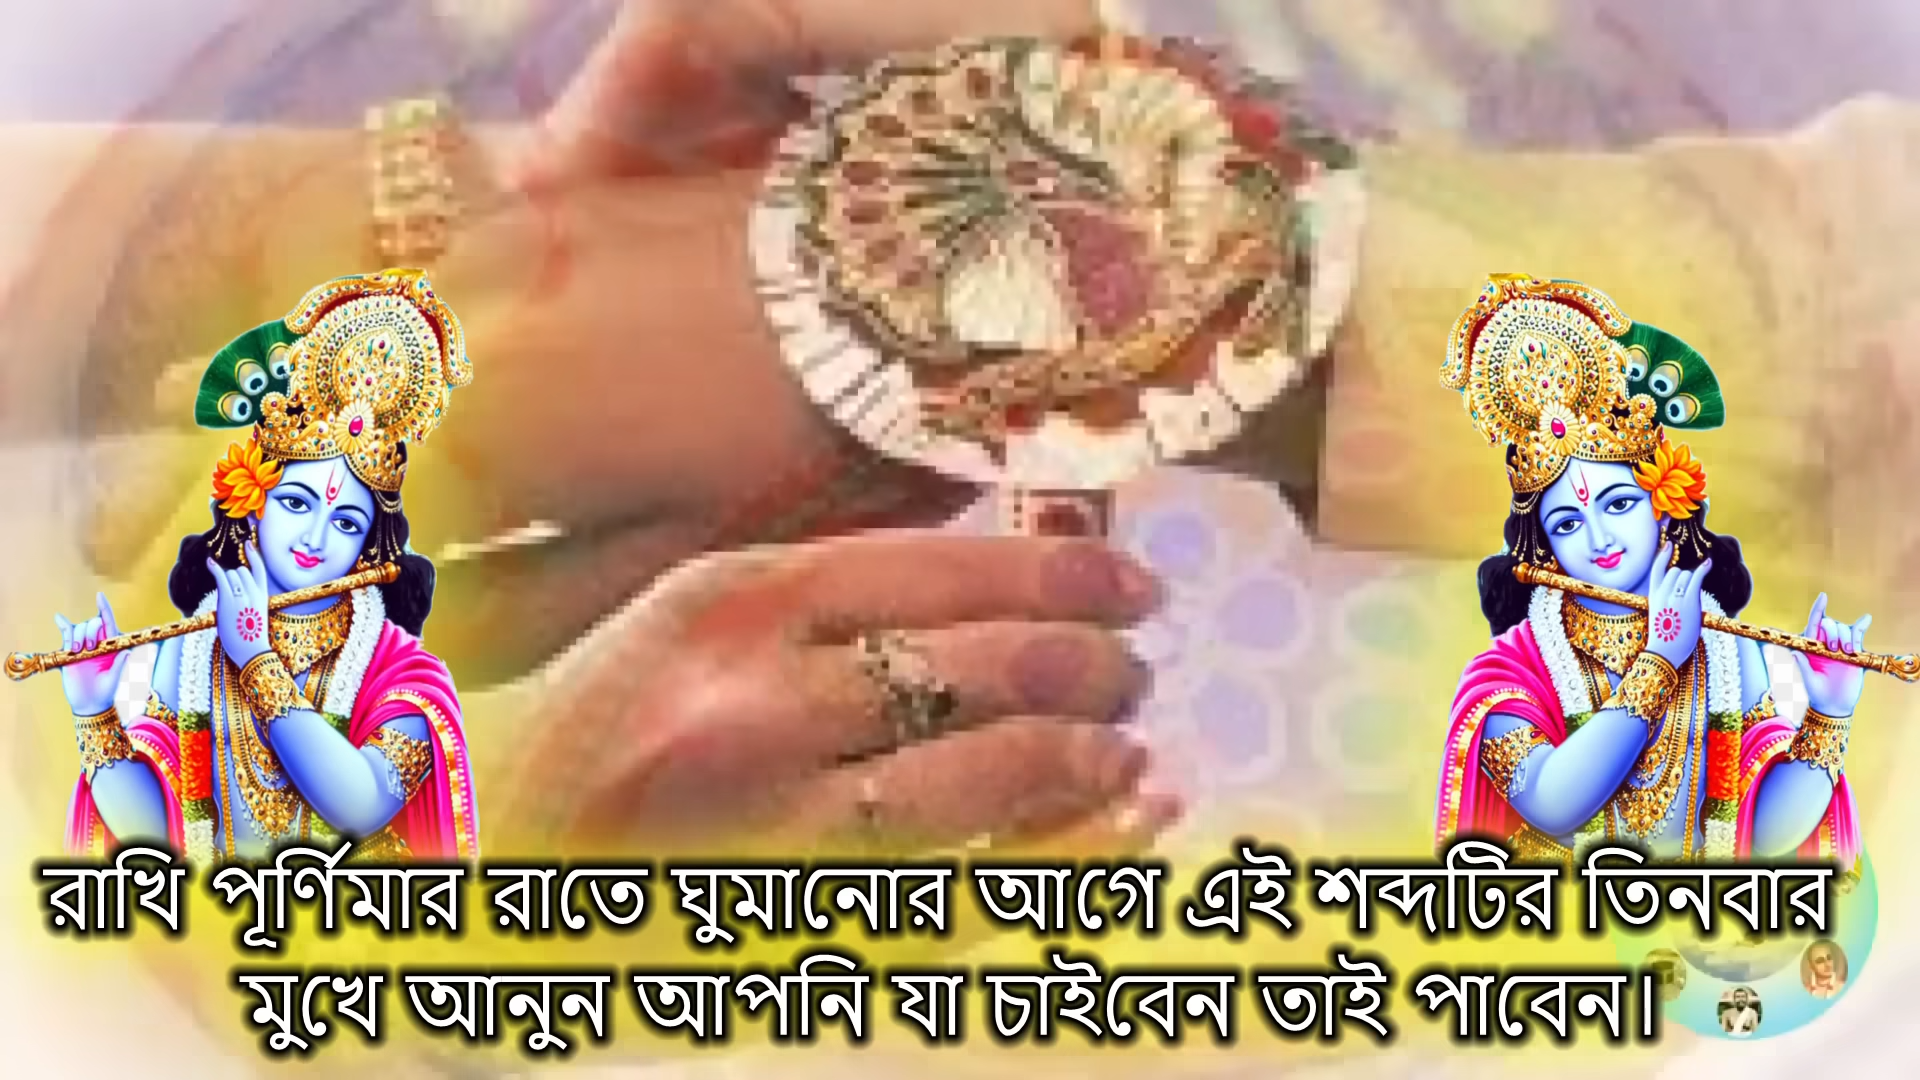 রাখি পূর্ণিমার রাতে ঘুমানোর আগে এই শব্দটির তিনবার
মুখে আনুন আপনি যা চাইবেন তাই পাবেন।